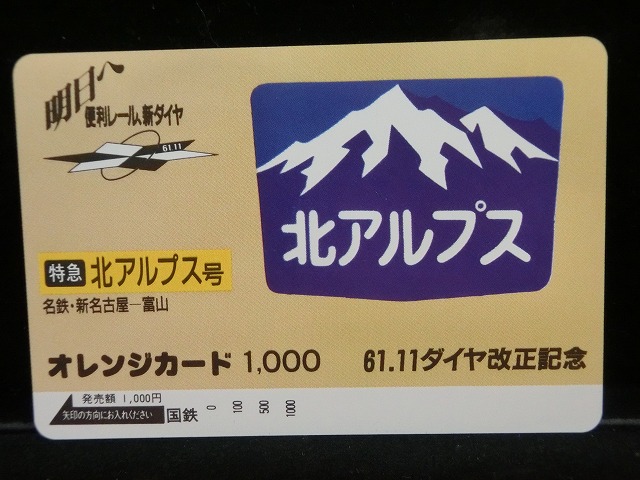 明日へ
便利レール、新ダイヤ
61.11
北アルプス
特急 北アルプス号
名鉄・新名古屋―富山
オレンジカード 1,000 61.11ダイヤ改正記念
発売額 1,000円
矢印の方向にお入れください 国鉄 0 100 500 1000